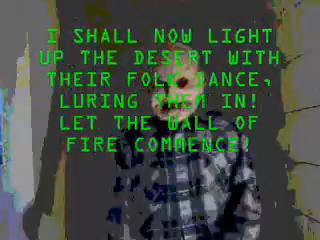 I SHALL NOW LIGHT
UP THE DESERT WITH
THEIR FOLK DANCE,
LURING THEM IN!
LET THE WALL OF
FIRE COMMENCE!